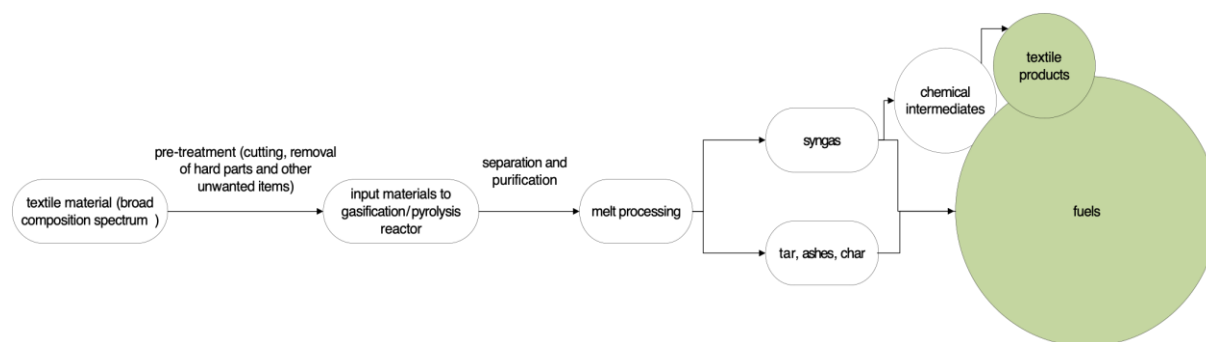 textile material (broad
composition spectrum )
pre-treatment (cutting, removal
of hard parts and other
unwanted items)
input materials to
gasification/pyrolysis
reactor
separation and
purification
melt processing
syngas
tar, ashes, char
chemical
intermediates
textile
products
fuels